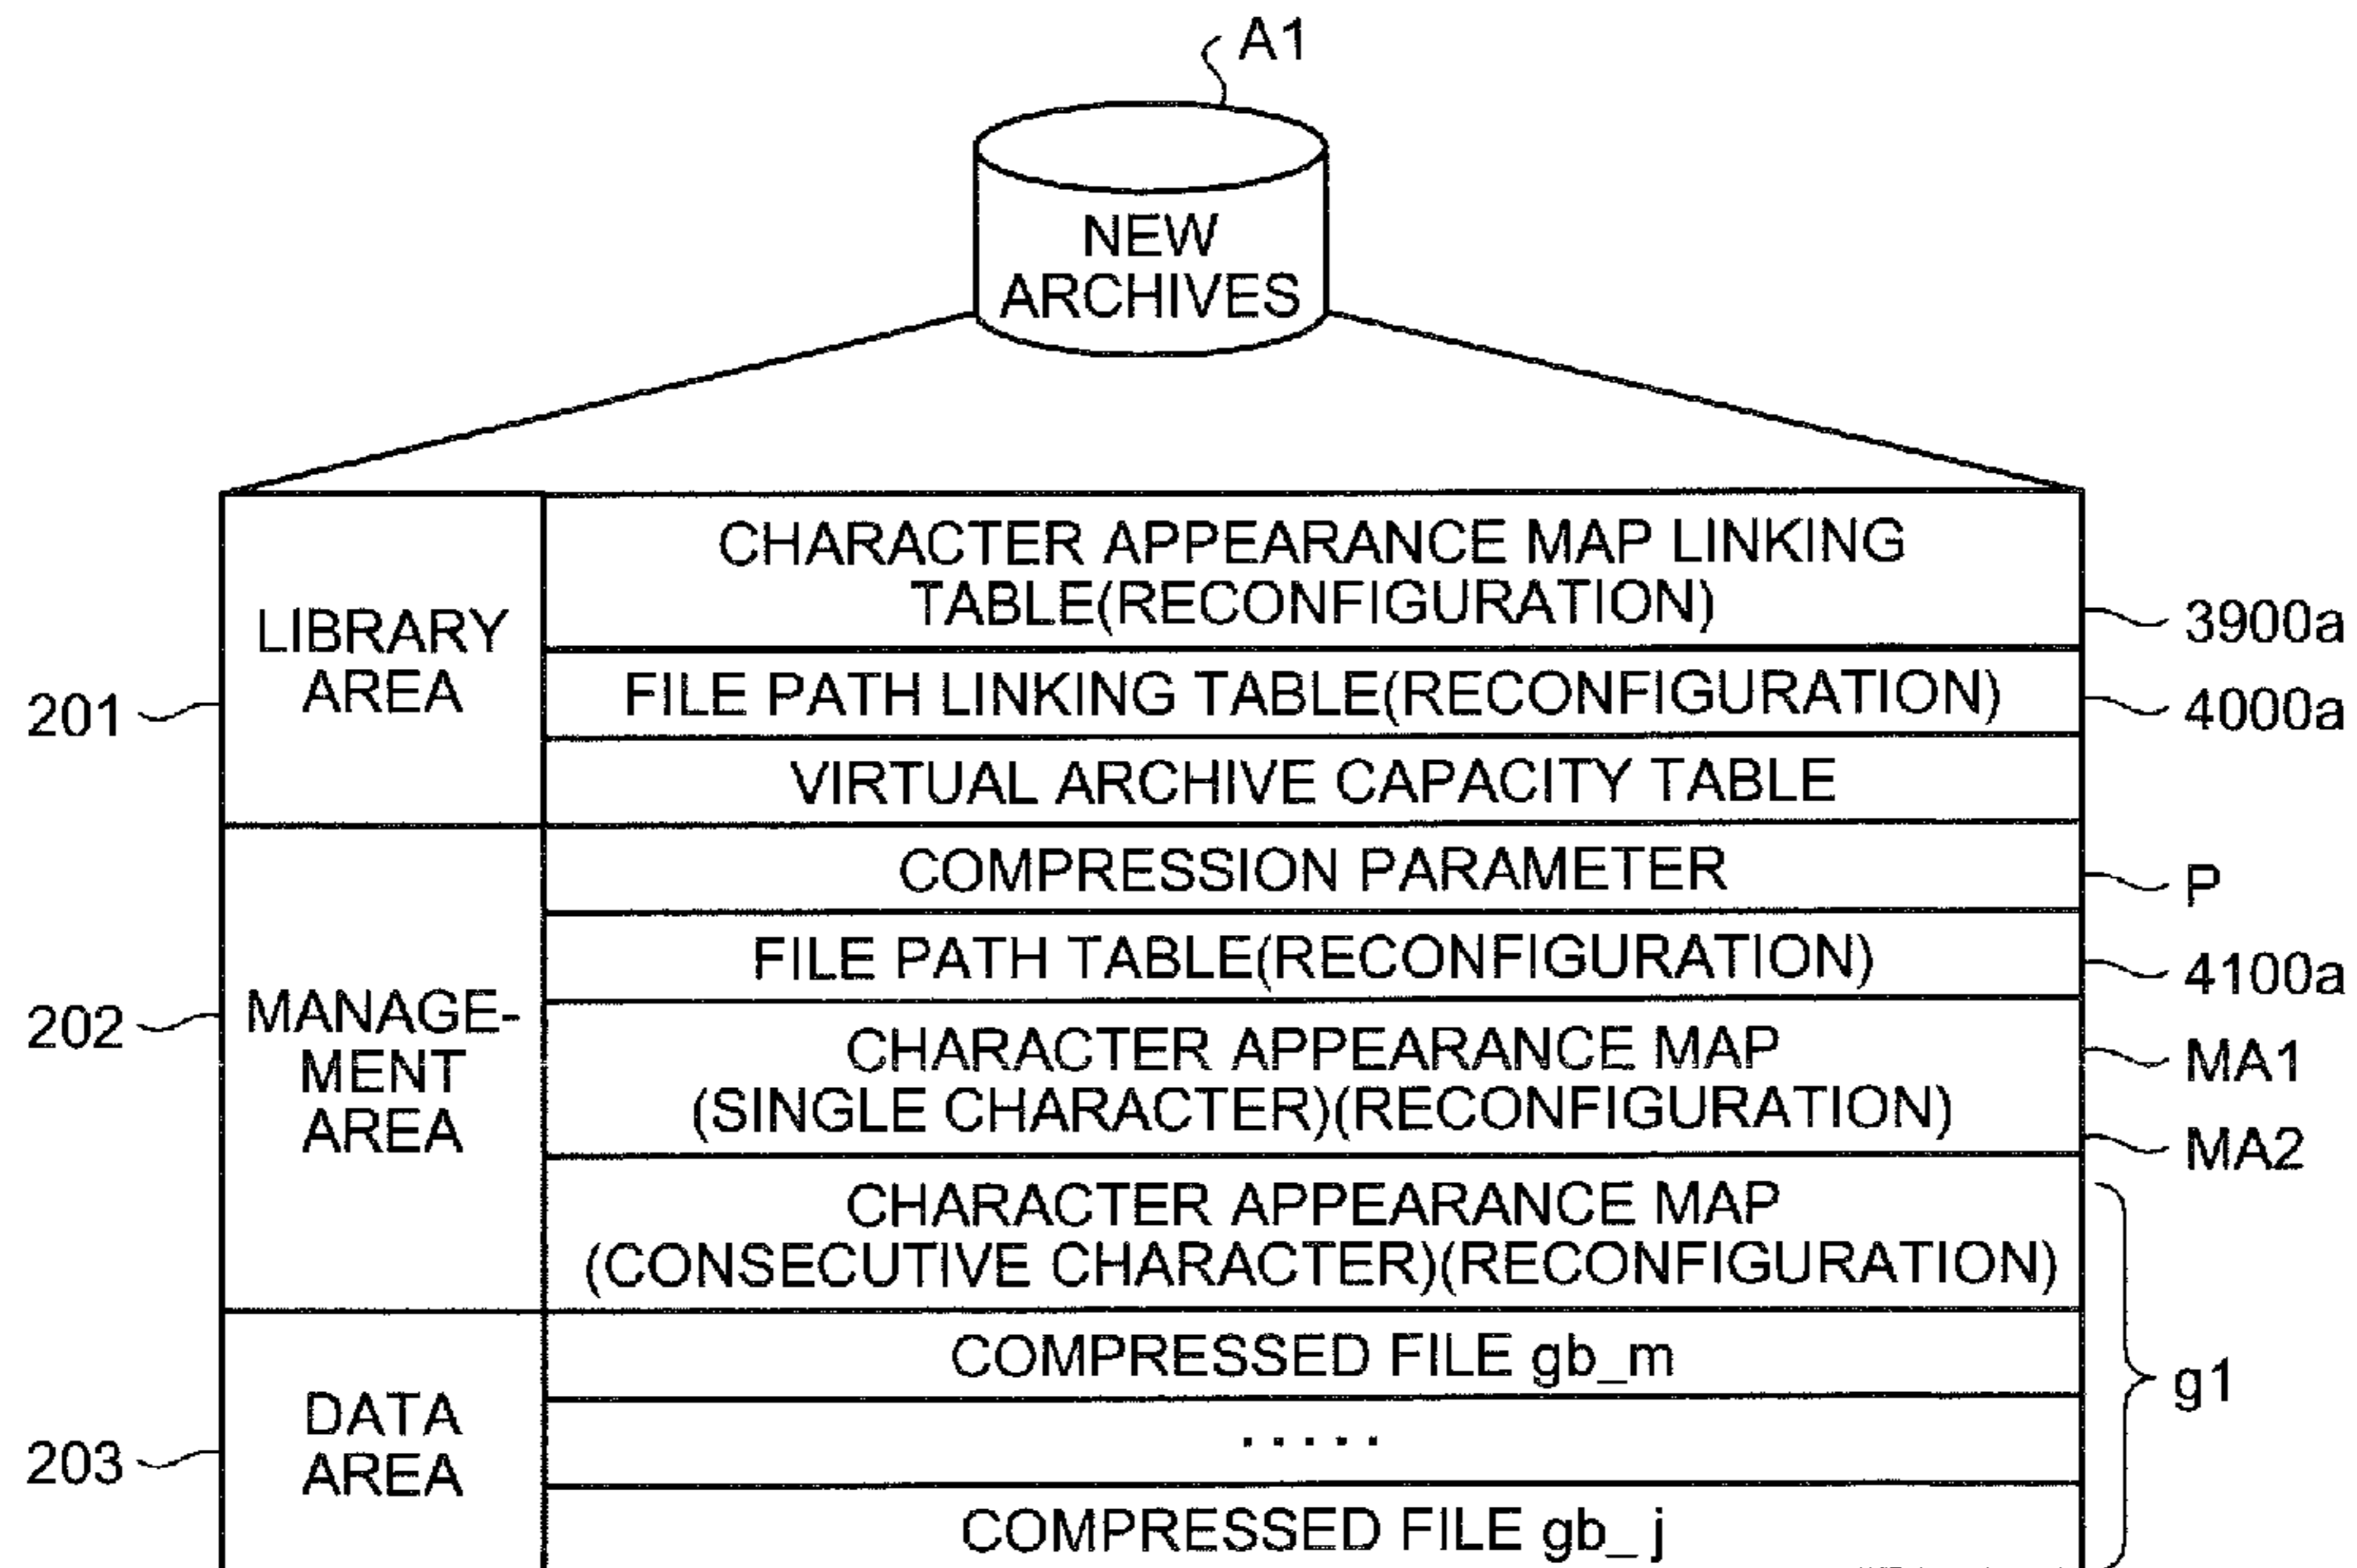 A1
NEW
ARCHIVES
CHARACTER APPEARANCE MAP LINKING
TABLE(RECONFIGURATION)
3900a
LIBRARY
AREA
201
FILE PATH LINKING TABLE(RECONFIGURATION)
4000a
VIRTUAL ARCHIVE CAPACITY TABLE
COMPRESSION PARAMETER
P
FILE PATH TABLE(RECONFIGURATION)
4100a
202
MANAGE-
MENT
AREA
CHARACTER APPEARANCE MAP
(SINGLE CHARACTER)(RECONFIGURATION)
MA1
MA2
CHARACTER APPEARANCE MAP
(CONSECUTIVE CHARACTER)(RECONFIGURATION)
COMPRESSED FILE gb_m
g1
203
DATA
AREA
.....
COMPRESSED FILE gb_j